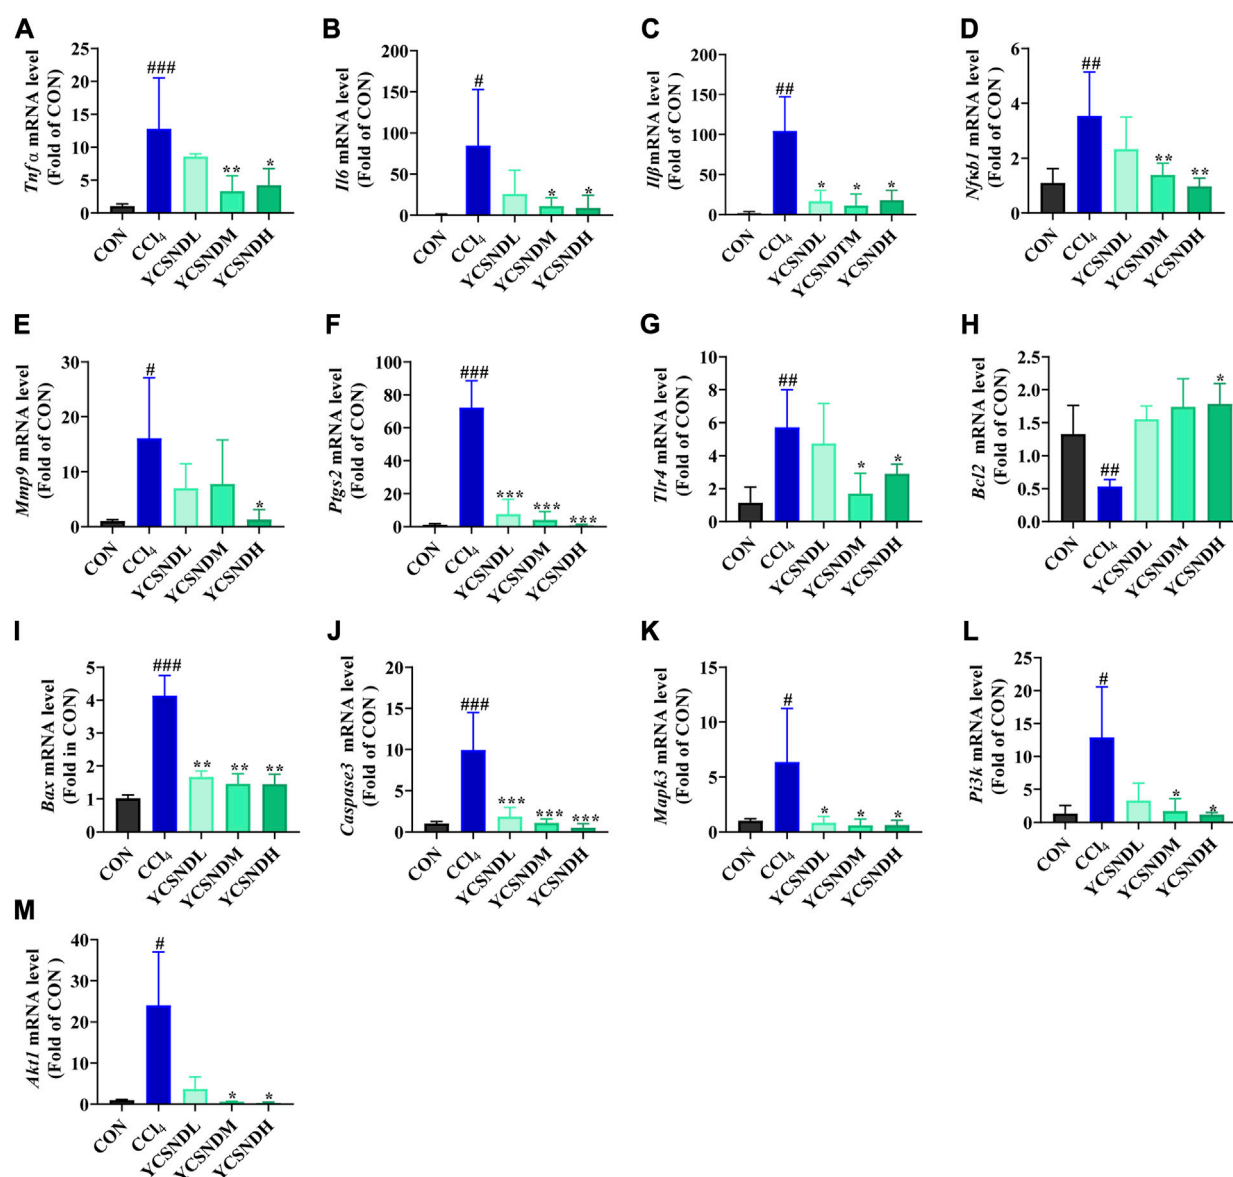 A
Tnfα mRNA level
(Fold of CON)
25
20
15
10
5
0
###
**
*
CON
CCl₄
YCSNDL
YCSNDM
YCSNDH
B
Il6 mRNA level
(Fold of CON)
200
150
100
50
0
#
*
*
CON
CCl₄
YCSNDL
YCSNDM
YCSNDH
C
Ilβ mRNA level
(Fold of CON)
200
150
100
50
0
##
*
*
*
CON
CCl₄
YCSNDL
YCSNDTM
YCSNDH
D
Nfκb1 mRNA level
(Fold of CON)
6
4
2
0
##
**
**
CON
CCl₄
YCSNDL
YCSNDM
YCSNDH
E
Mmp9 mRNA level
(Fold of CON)
30
20
10
0
#
*
CON
CCl₄
YCSNDL
YCSNDM
YCSNDH
F
Ptgs2 mRNA level
(Fold of CON)
100
80
60
40
20
0
###
***
***
***
CON
CCl₄
YCSNDL
YCSNDM
YCSNDH
G
Tlr4 mRNA level
(Fold of CON)
10
8
6
4
2
0
##
*
*
CON
CCl₄
YCSNDL
YCSNDM
YCSNDH
H
Bcl2 mRNA level
(Fold of CON)
2.5
2.0
1.5
1.0
0.5
0.0
##
*
CON
CCl₄
YCSNDL
YCSNDM
YCSNDH
I
Bax mRNA level
(Fold in CON)
5
4
3
2
1
0
###
**
**
**
CON
CCl₄
YCSNDL
YCSNDM
YCSNDH
J
Caspase3 mRNA level
(Fold of CON )
20
15
10
5
0
###
***
***
***
CON
CCl₄
YCSNDL
YCSNDM
YCSNDH
K
Mapk3 mRNA level
(Fold of CON)
15
10
5
0
#
*
*
*
CON
CCl₄
YCSNDL
YCSNDM
YCSNDH
L
Pi3k mRNA level
(Fold of CON )
25
20
15
10
5
0
#
*
*
CON
CCl₄
YCSNDL
YCSNDM
YCSNDH
M
Akt1 mRNA level
(Fold of CON )
40
30
20
10
0
#
*
*
CON
CCl₄
YCSNDL
YCSNDM
YCSNDH